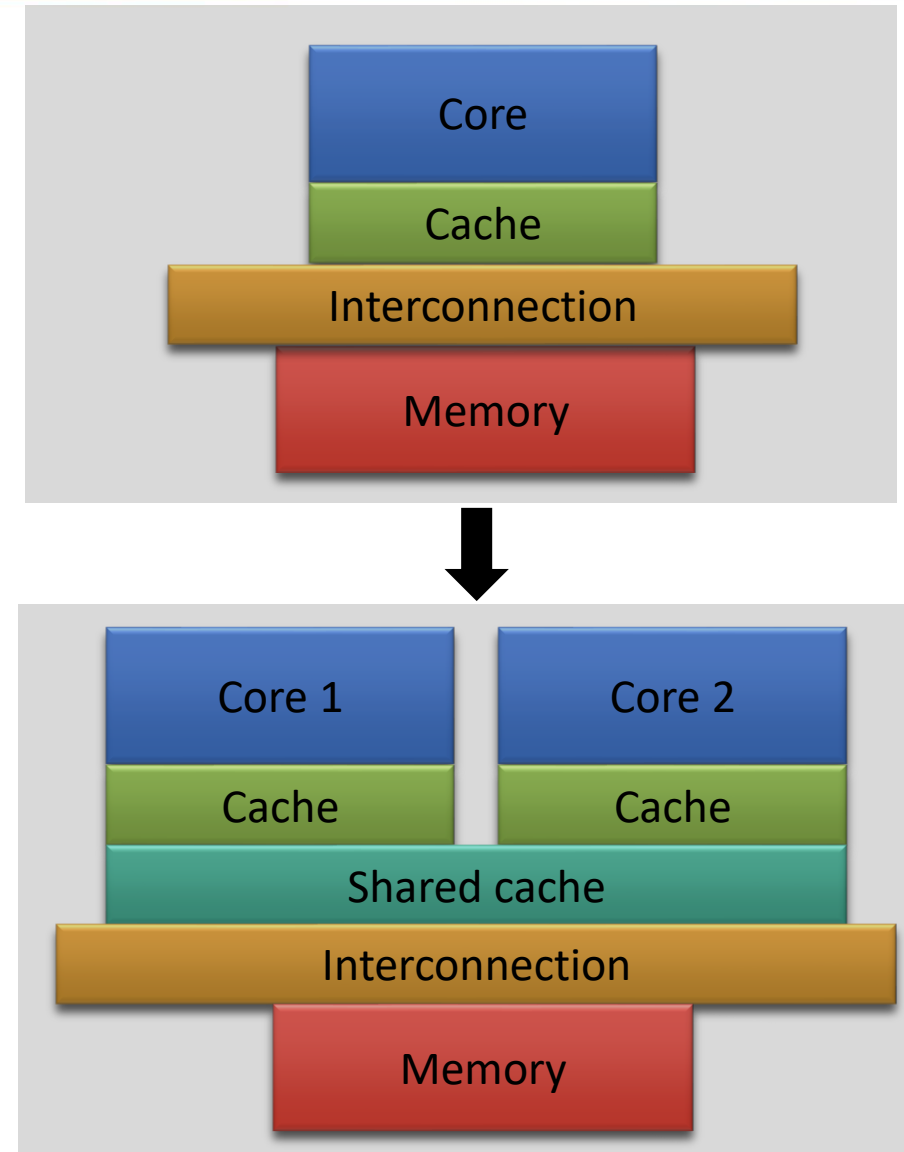 Core
Cache
Interconnection
Memory
Core 1
Core 2
Cache
Cache
Shared cache
Interconnection
Memory